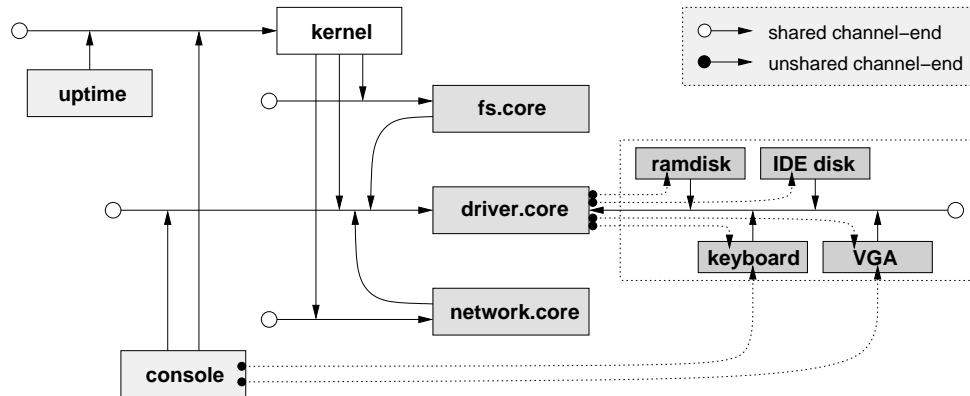 kernel
shared channel−end
unshared channel−end
uptime
fs.core
ramdisk
IDE disk
driver.core
keyboard
VGA
network.core
console